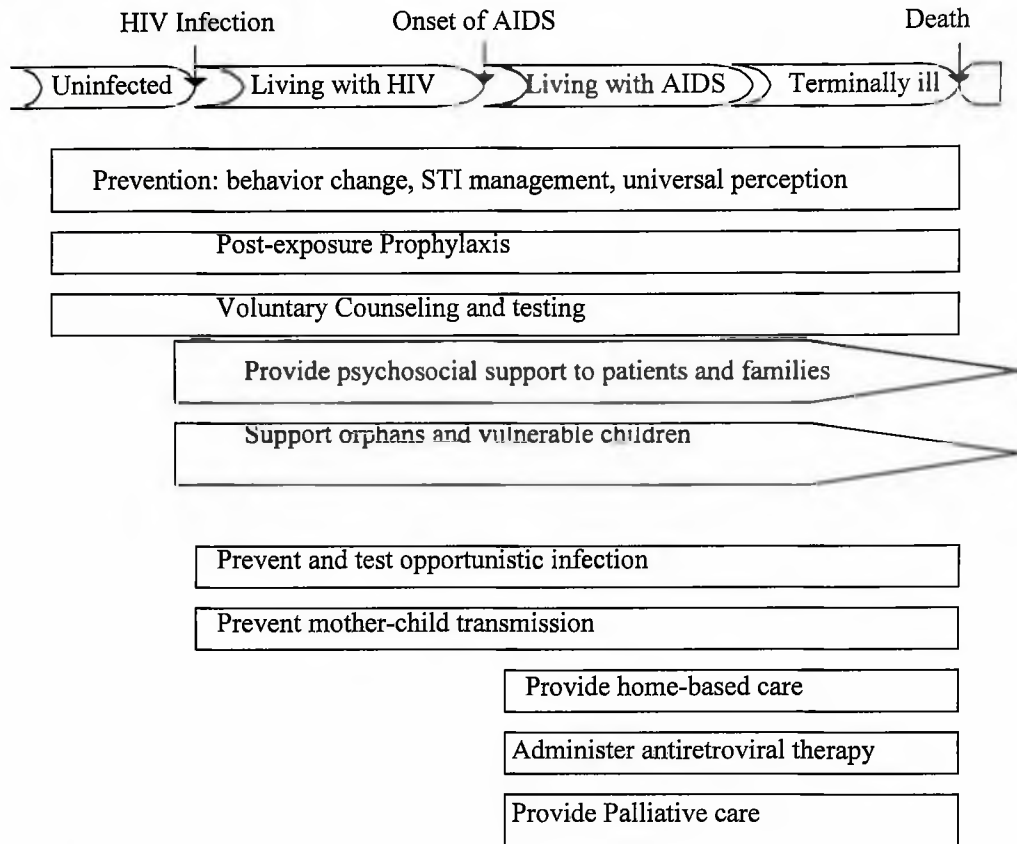 HIV Infection Onset of AIDS Death
Uninfected Living with HIV Living with AIDS Terminally ill
Prevention: behavior change, STI management, universal perception
Post-exposure Prophylaxis
Voluntary Counseling and testing
Provide psychosocial support to patients and families
Support orphans and vulnerable children
Prevent and test opportunistic infection
Prevent mother-child transmission
Provide home-based care
Administer antiretroviral therapy
Provide Palliative care